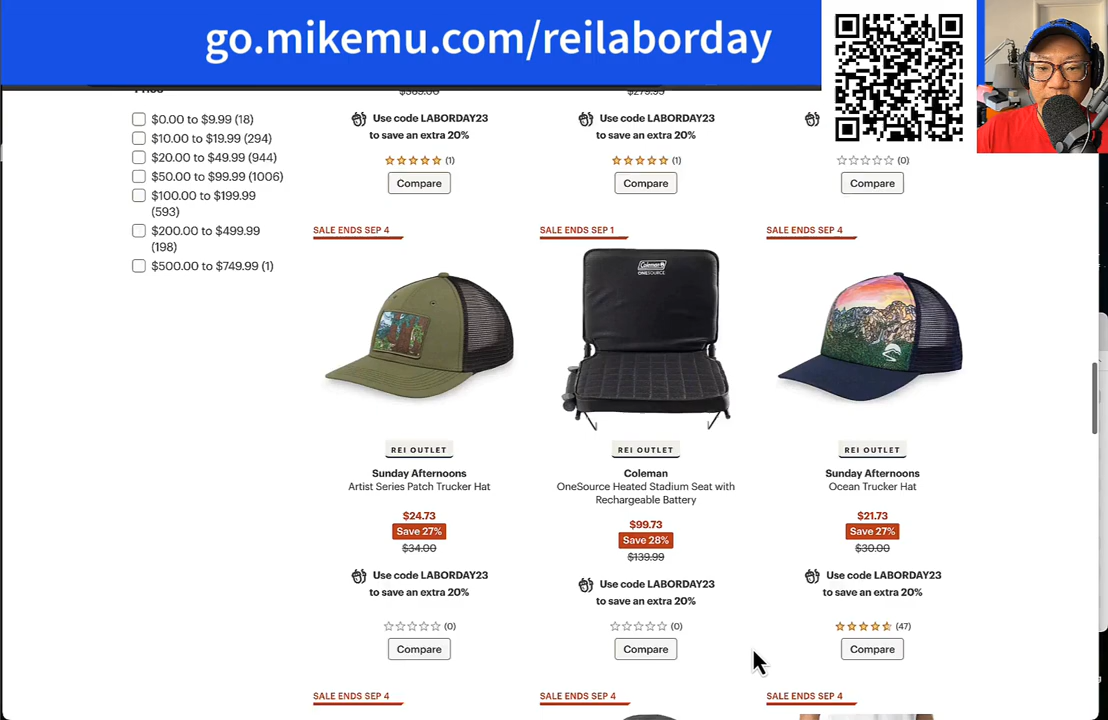 go.mikemu.com/reilaborday
$0.00 to $9.99 (18)
$10.00 to $19.99 (294)
$20.00 to $49.99 (944)
$50.00 to $99.99 (1006)
$100.00 to $199.99
(593)
$200.00 to $499.99
(198)
$500.00 to $749.99 (1)
$279.95
Use code LABORDAY23
to save an extra 20%
(1)
Compare
Use code LABORDAY23
to save an extra 20%
(1)
Compare
(0)
Compare
SALE ENDS SEP 4
SALE ENDS SEP 1
SALE ENDS SEP 4
Coleman
ONESOURCE
REI OUTLET
Sunday Afternoons
Artist Series Patch Trucker Hat
$24.73
Save 27%
$34.00
Use code LABORDAY23
to save an extra 20%
(0)
Compare
REI OUTLET
Coleman
OneSource Heated Stadium Seat with
Rechargeable Battery
$99.73
Save 28%
$139.99
Use code LABORDAY23
to save an extra 20%
(0)
Compare
REI OUTLET
Sunday Afternoons
Ocean Trucker Hat
$21.73
Save 27%
$30.00
Use code LABORDAY23
to save an extra 20%
(47)
Compare
SALE ENDS SEP 4
SALE ENDS SEP 4
SALE ENDS SEP 4